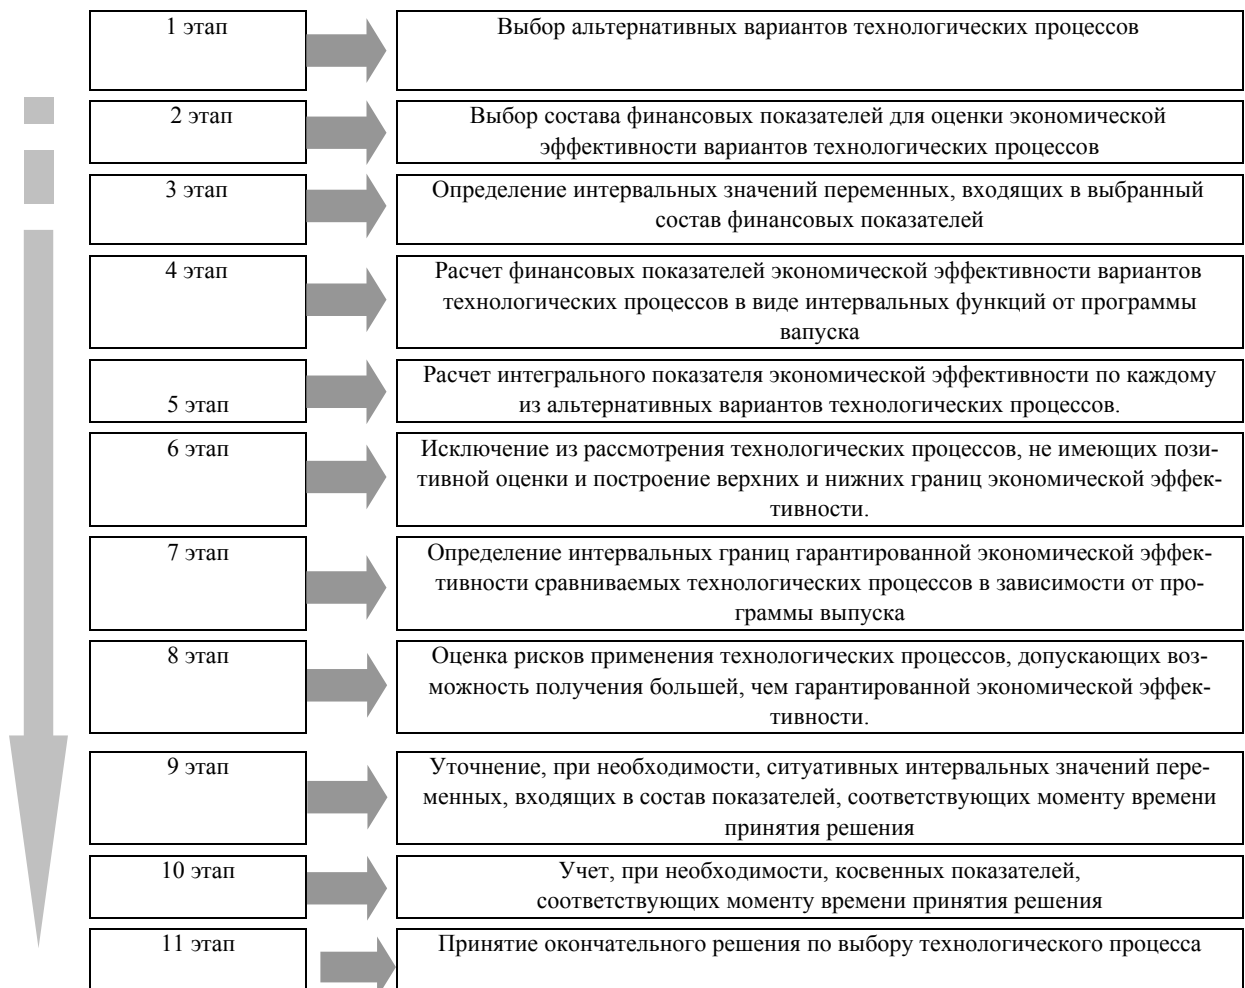 1 этап
Выбор альтернативных вариантов технологических процессов
2 этап
Выбор состава финансовых показателей для оценки экономической
эффективности вариантов технологических процессов
3 этап
Определение интервальных значений переменных, входящих в выбранный
состав финансовых показателей
4 этап
Расчет финансовых показателей экономической эффективности вариантов
технологических процессов в виде интервальных функций от программы
вапуска
5 этап
Расчет интегрального показателя экономической эффективности по каждому
из альтернативных вариантов технологических процессов.
6 этап
Исключение из рассмотрения технологических процессов, не имеющих пози-
тивной оценки и построение верхних и нижних границ экономической эффек-
тивности.
7 этап
Определение интервальных границ гарантированной экономической эффек-
тивности сравниваемых технологических процессов в зависимости от про-
граммы выпуска
8 этап
Оценка рисков применения технологических процессов, допускающих воз-
можность получения большей, чем гарантированной экономической эффек-
тивности.
9 этап
Уточнение, при необходимости, ситуативных интервальных значений пере-
менных, входящих в состав показателей, соответствующих моменту времени
принятия решения
10 этап
Учет, при необходимости, косвенных показателей,
соответствующих моменту времени принятия решения
11 этап
Принятие окончательного решения по выбору технологического процесса